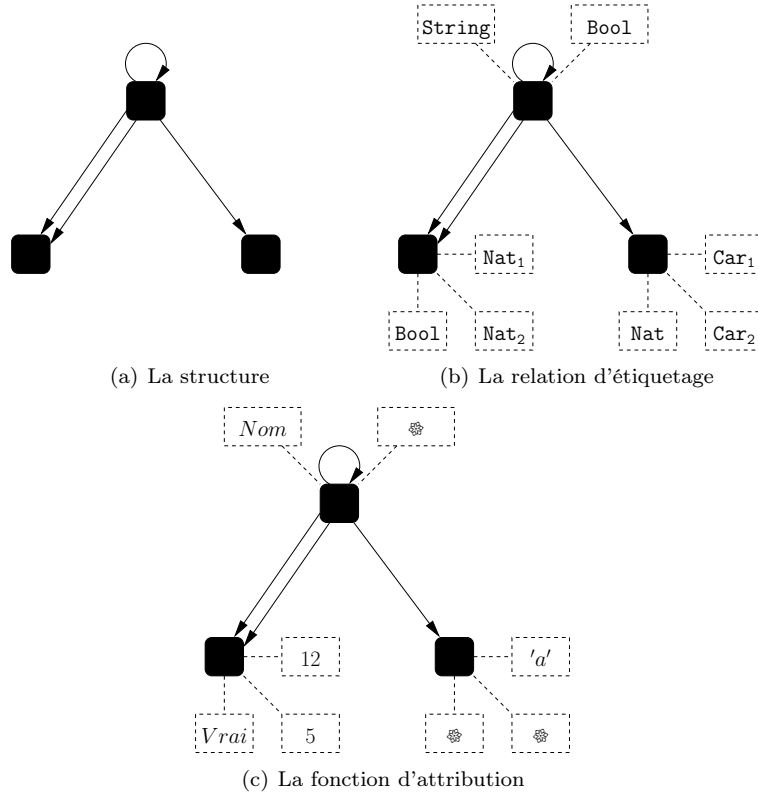 String Bool
Nat₁ Car₁
Bool Nat₂ Nat Car₂
(a) La structure (b) La relation d'étiquetage
Nom ֍
12 'a'
Vrai 5 ֍ ֍
(c) La fonction d'attribution